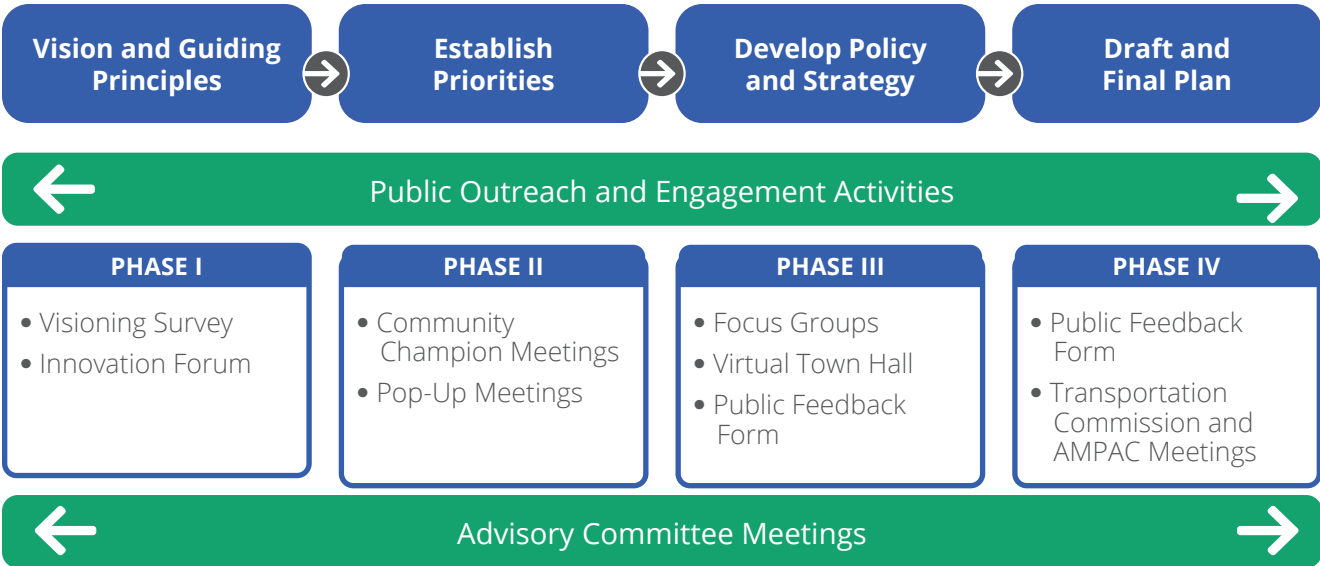 Vision and Guiding
Principles
Establish
Priorities
Develop Policy
and Strategy
Draft and
Final Plan
Public Outreach and Engagement Activities
PHASE I
• Visioning Survey
• Innovation Forum
PHASE II
• Community
Champion Meetings
• Pop-Up Meetings
PHASE III
• Focus Groups
• Virtual Town Hall
• Public Feedback
Form
PHASE IV
• Public Feedback
Form
• Transportation
Commission and
AMPAC Meetings
Advisory Committee Meetings